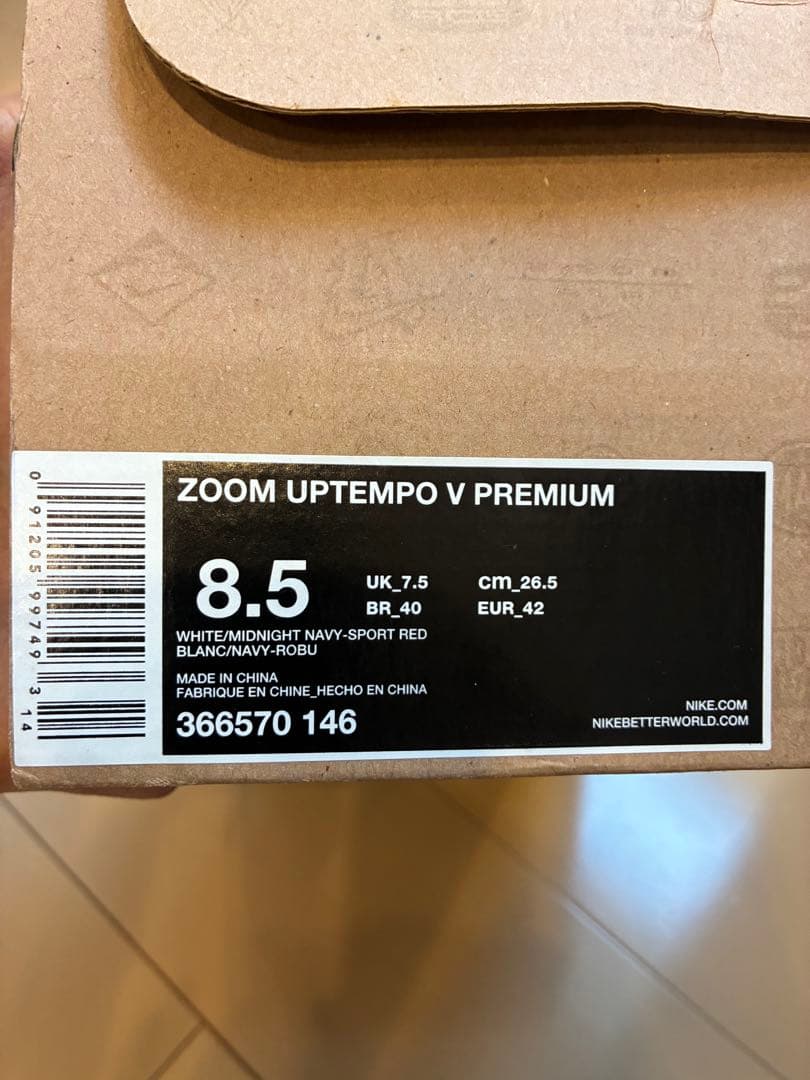 ZOOM UPTEMPO V PREMIUM
8.5
UK_7.5
cm_26.5
BR_40
EUR_42
WHITE/MIDNIGHT NAVY-SPORT RED
BLANC/NAVY-ROBU
MADE IN CHINA
FABRIQUE EN CHINE_HECHO EN CHINA
366570 146
NIKE.COM
NIKEBETTERWORLD.COM
0 91205 99749 3 14